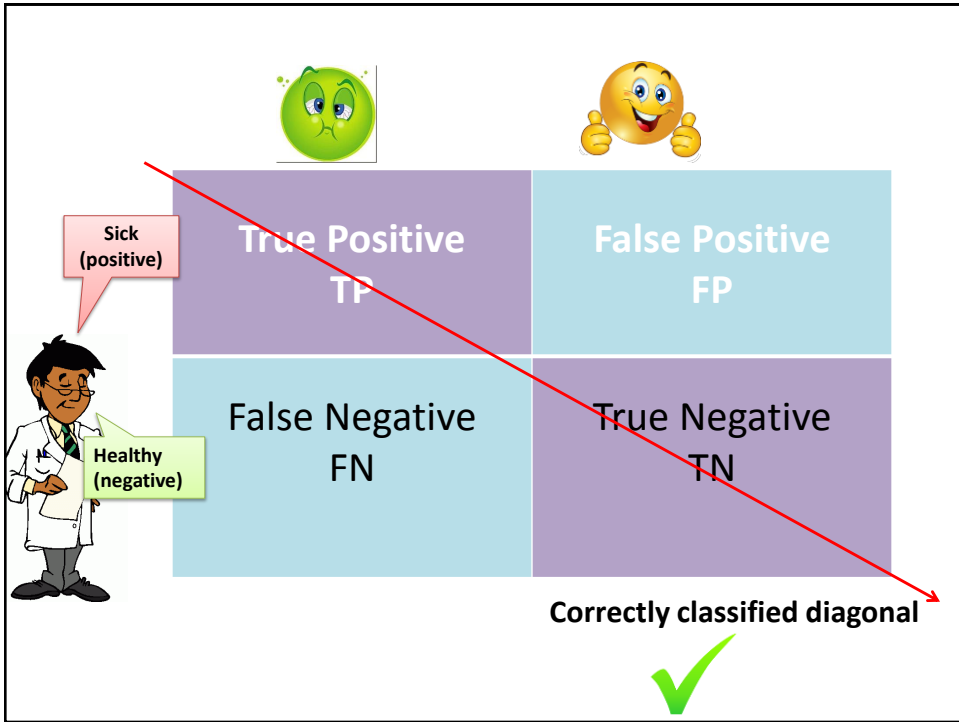 Sick
(positive)
True Positive
TP
False Positive
FP
Healthy
(negative)
False Negative
FN
True Negative
TN
Correctly classified diagonal